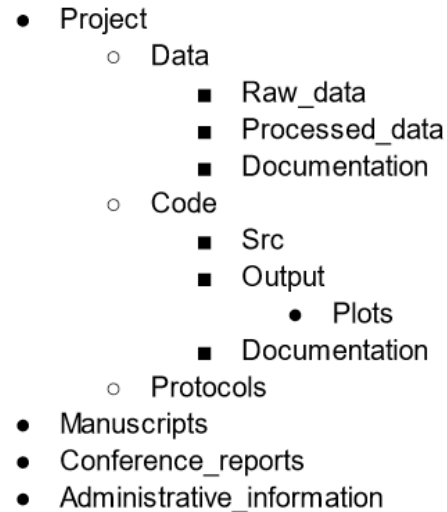 ● Project
○ Data
■ Raw_data
■ Processed_data
■ Documentation
○ Code
■ Src
■ Output
● Plots
■ Documentation
○ Protocols
● Manuscripts
● Conference_reports
● Administrative_information